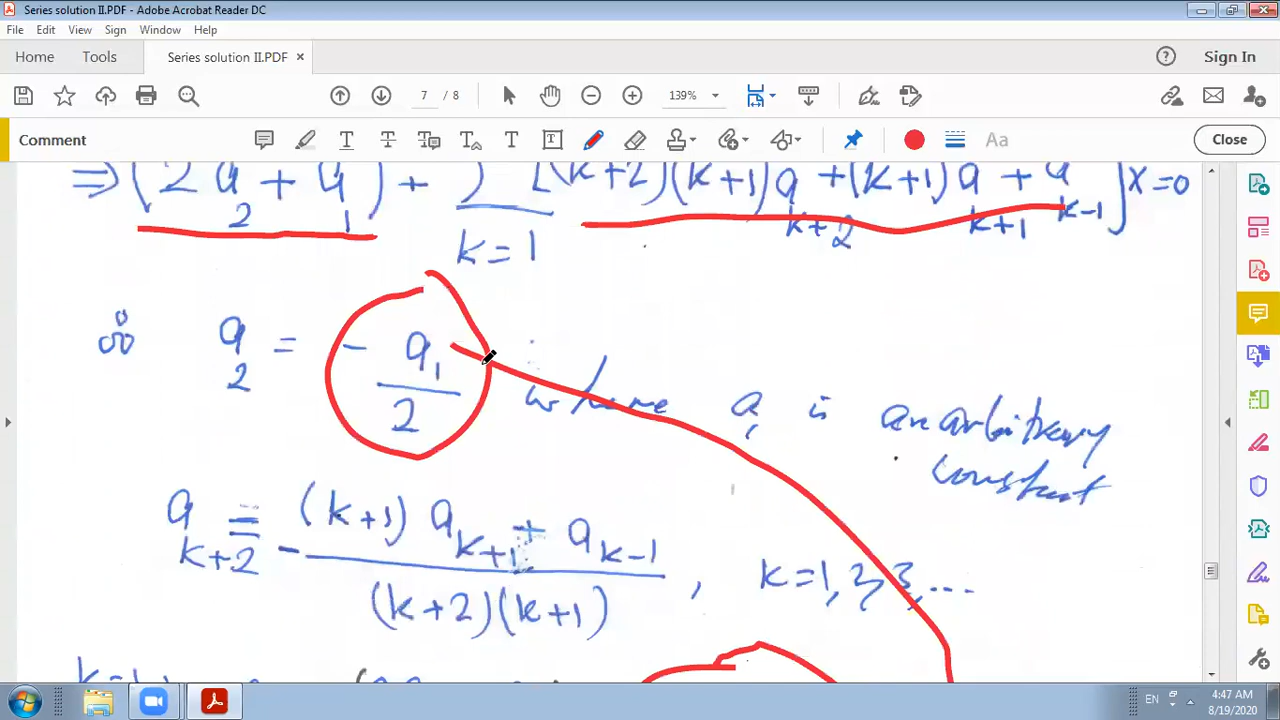 Series solution II.PDF - Adobe Acrobat Reader DC
File Edit View Sign Window Help
Home Tools Series solution II.PDF × Sign In
7 / 8 139%
Comment Aa Close
⇒ (2a₂ + a₁) + ∑ [(k+2)(k+1)a_{k+2} + (k+1)a_{k+1} + a_{k-1}] x = 0
k=1
∴ a₂ = - a₁/2 where a₁ is an arbitrary
constant
a_{k+2} = - ((k+1) a_{k+1} + a_{k-1}) / ((k+2)(k+1)) , k=1,2,3,...
EN 4:47 AM
8/19/2020